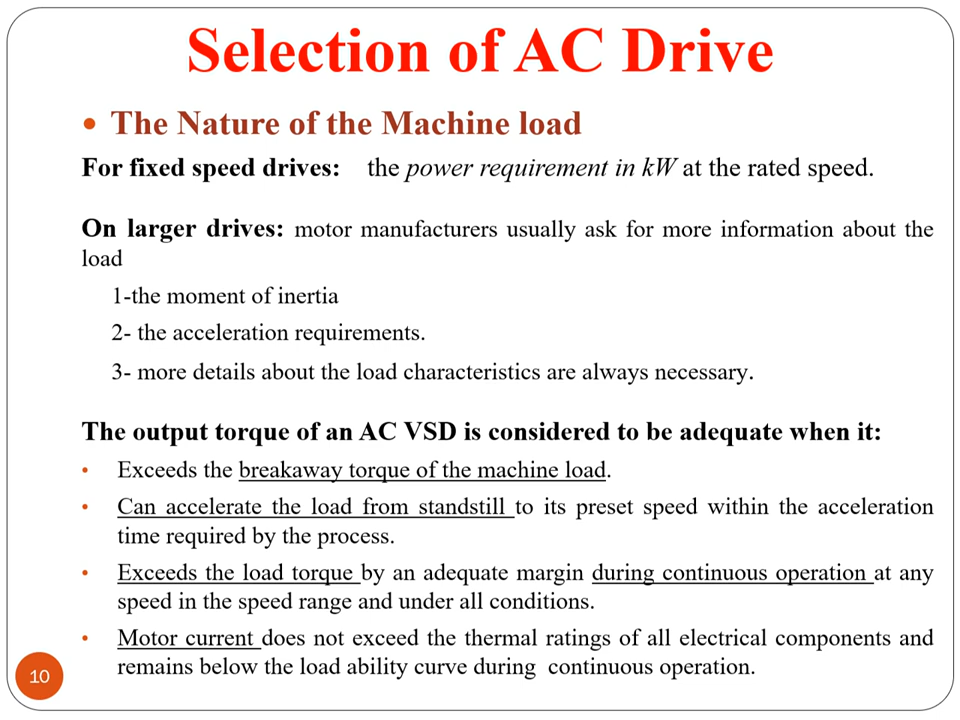 Selection of AC Drive
• The Nature of the Machine load
For fixed speed drives: the power requirement in kW at the rated speed.
On larger drives: motor manufacturers usually ask for more information about the
load
1-the moment of inertia
2- the acceleration requirements.
3- more details about the load characteristics are always necessary.
The output torque of an AC VSD is considered to be adequate when it:
• Exceeds the breakaway torque of the machine load.
• Can accelerate the load from standstill to its preset speed within the acceleration
time required by the process.
• Exceeds the load torque by an adequate margin during continuous operation at any
speed in the speed range and under all conditions.
• Motor current does not exceed the thermal ratings of all electrical components and
remains below the load ability curve during continuous operation.
10